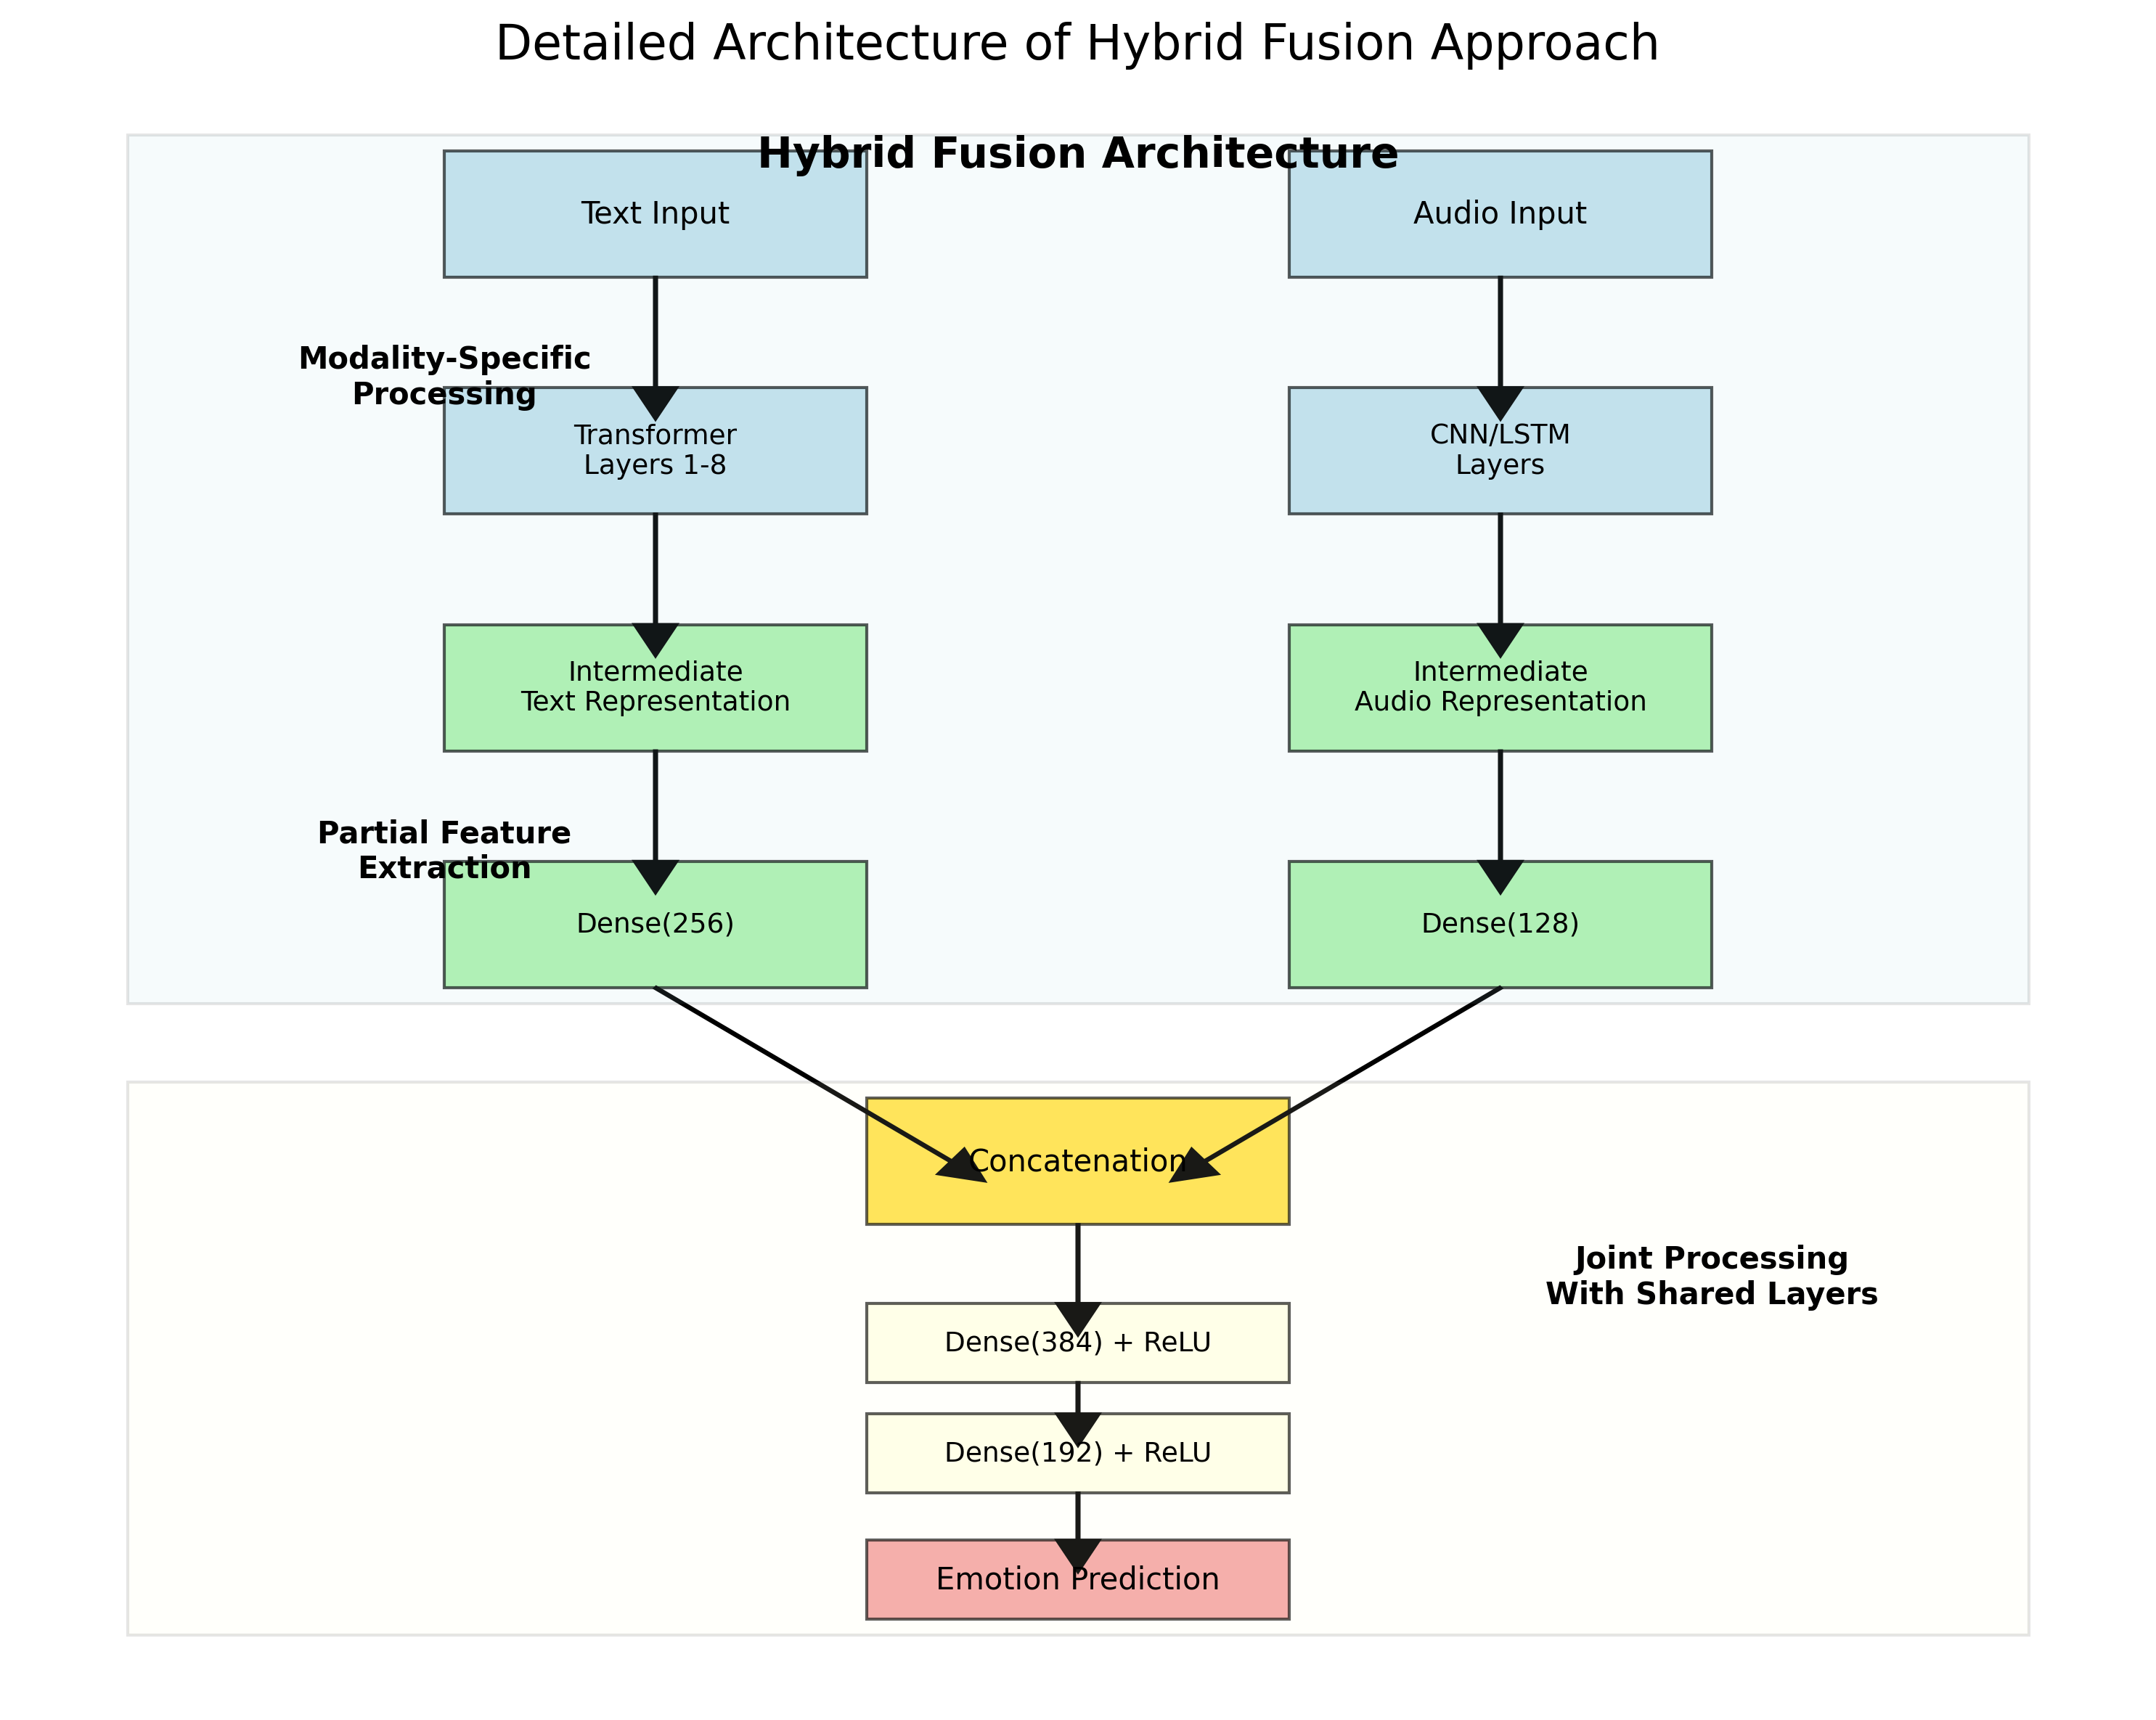 Detailed Architecture of Hybrid Fusion Approach
Hybrid Fusion Architecture
Text Input
Audio Input
Modality-Specific
Processing
Transformer
Layers 1-8
CNN/LSTM
Layers
Intermediate
Text Representation
Intermediate
Audio Representation
Partial Feature
Extraction
Dense(256)
Dense(128)
Concatenation
Joint Processing
With Shared Layers
Dense(384) + ReLU
Dense(192) + ReLU
Emotion Prediction